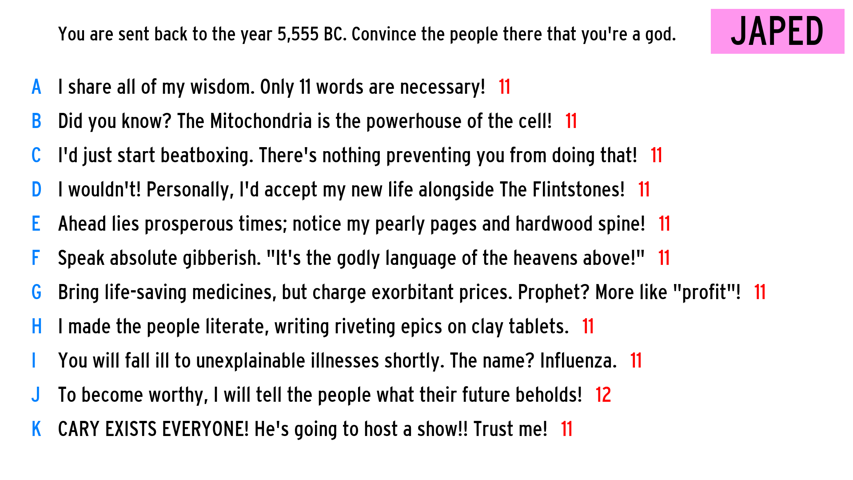 You are sent back to the year 5,555 BC. Convince the people there that you're a god.
JAPED
A I share all of my wisdom. Only 11 words are necessary! 11
B Did you know? The Mitochondria is the powerhouse of the cell! 11
C I'd just start beatboxing. There's nothing preventing you from doing that! 11
D I wouldn't! Personally, I'd accept my new life alongside The Flintstones! 11
E Ahead lies prosperous times; notice my pearly pages and hardwood spine! 11
F Speak absolute gibberish. "It's the godly language of the heavens above!" 11
G Bring life-saving medicines, but charge exorbitant prices. Prophet? More like "profit"! 11
H I made the people literate, writing riveting epics on clay tablets. 11
I You will fall ill to unexplainable illnesses shortly. The name? Influenza. 11
J To become worthy, I will tell the people what their future beholds! 12
K CARY EXISTS EVERYONE! He's going to host a show!! Trust me! 11